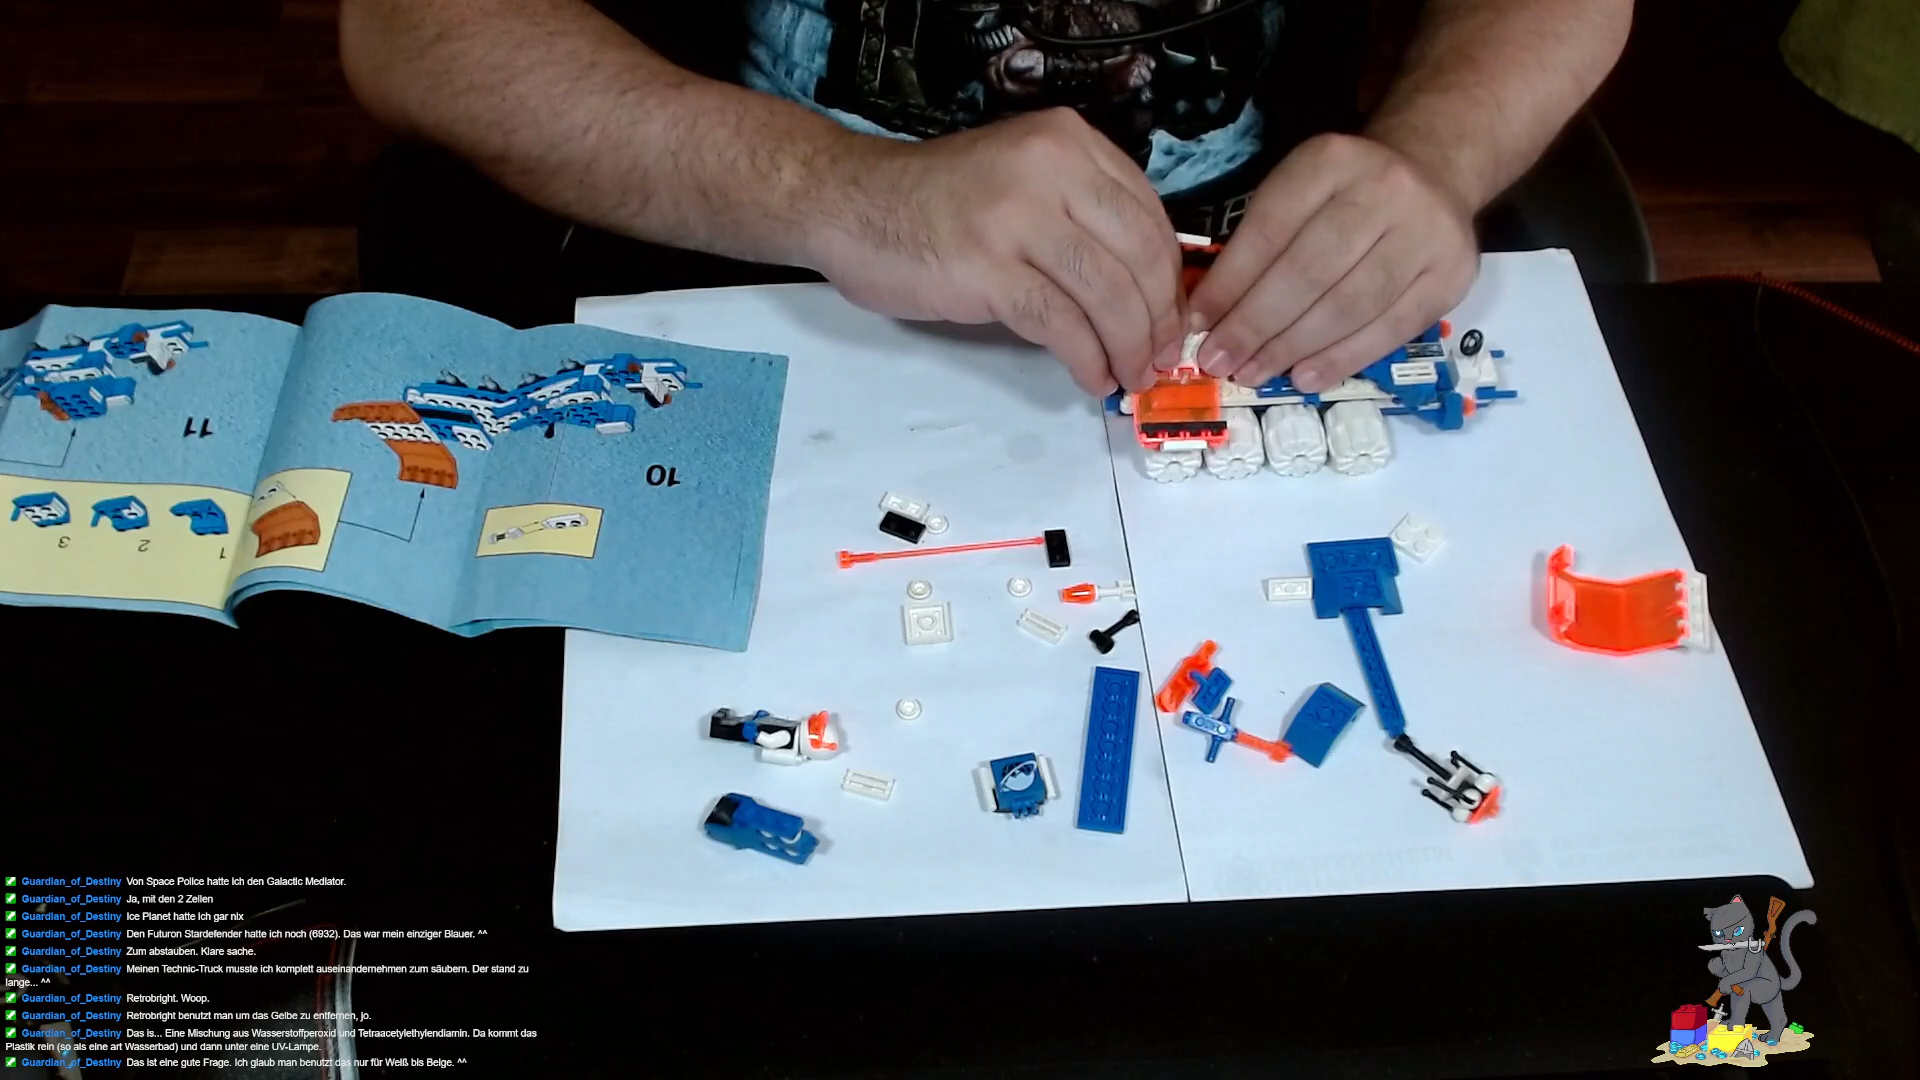 11
10
3
2
1
GA
Guardian_of_Destiny Von Space Police hatte ich den Galactic Mediator.
Guardian_of_Destiny Ja, mit den 2 Zellen
Guardian_of_Destiny Ice Planet hatte ich gar nix
Guardian_of_Destiny Den Futuron Stardefender hatte ich noch (6932). Das war mein einziger Blauer. ^^
Guardian_of_Destiny Zum abstauben. Klare sache.
Guardian_of_Destiny Meinen Technic-Truck musste ich komplett auseinandernehmen zum säubern. Der stand zu
lange... ^^
Guardian_of_Destiny Retrobright. Woop.
Guardian_of_Destiny Retrobright benutzt man um das Gelbe zu entfernen, jo.
Guardian_of_Destiny Das is... Eine Mischung aus Wasserstoffperoxid und Tetraacetylethylendiamin. Da kommt das
Plastik rein (so als eine art Wasserbad) und dann unter eine UV-Lampe.
Guardian_of_Destiny Das ist eine gute Frage. Ich glaub man benutzt das nur für Weiß bis Beige. ^^